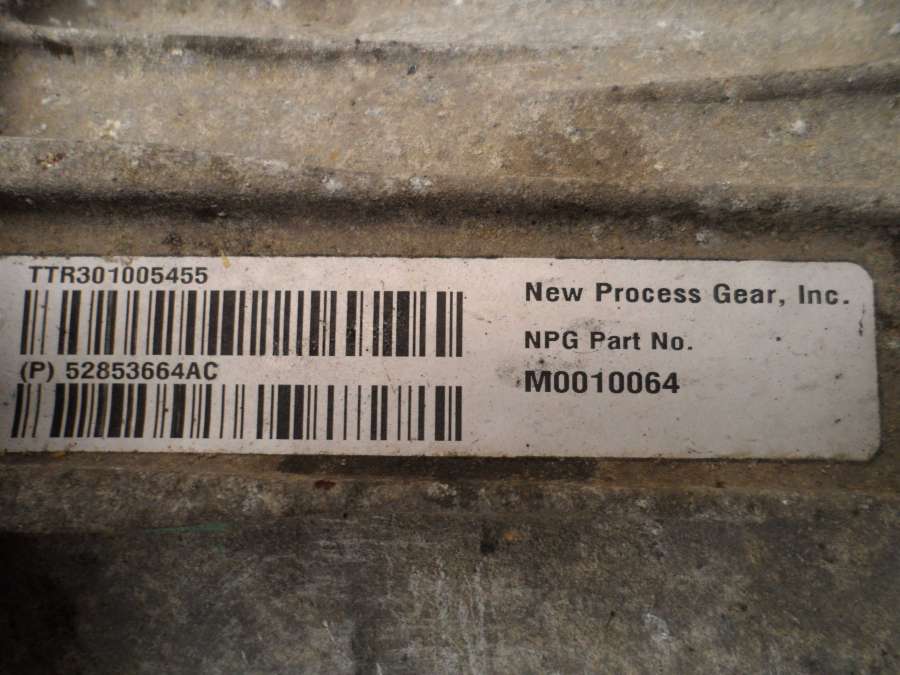 TTR301005455
(P) 52853664AC
New Process Gear, Inc.
NPG Part No.
M0010064